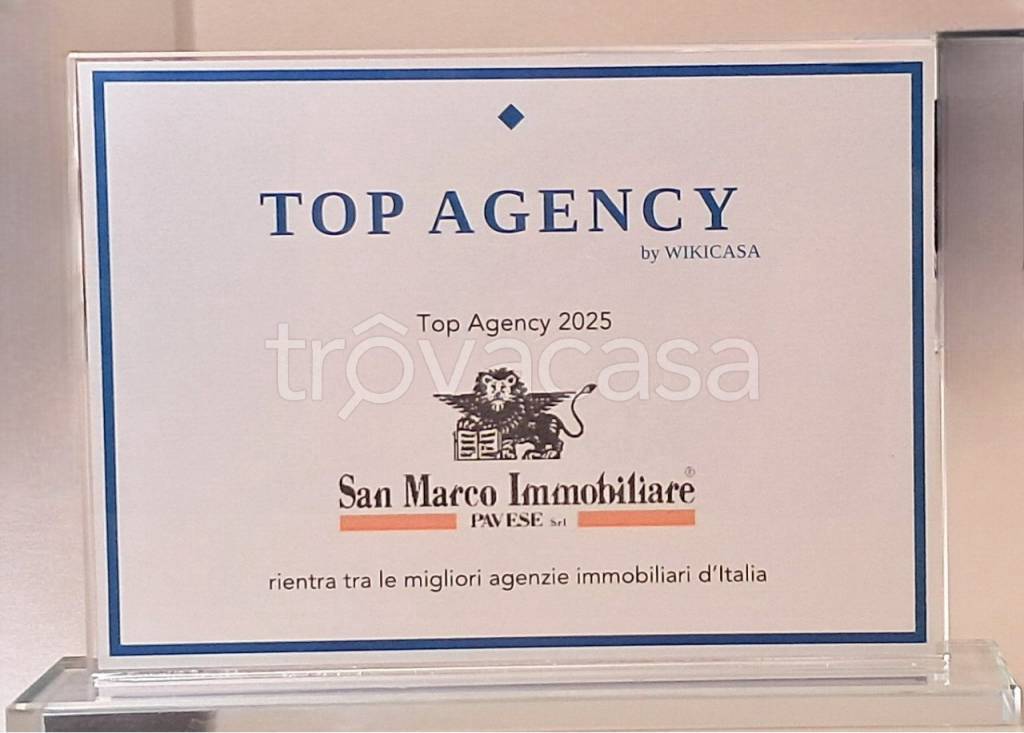 TOP AGENCY
by WIKICASA
Top Agency 2025
trovacasa
San Marco Immobiliare®
PAVESE Srl
rientra tra le migliori agenzie immobiliari d'Italia